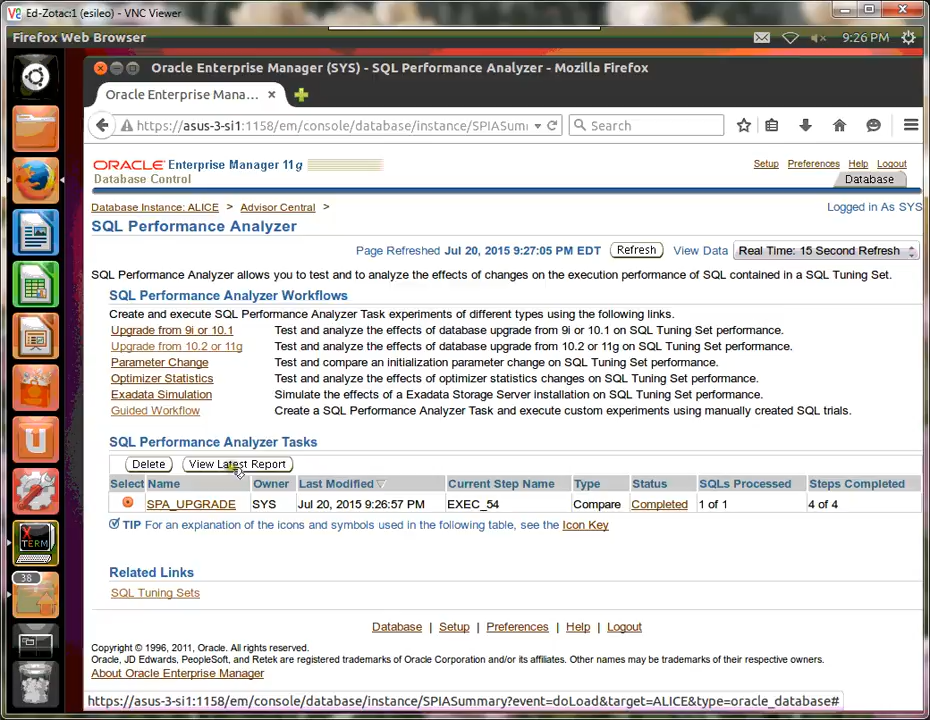 Ed-Zotac:1 (esileo) - VNC Viewer
Firefox Web Browser
9:26 PM
Oracle Enterprise Manager (SYS) - SQL Performance Analyzer - Mozilla Firefox
Oracle Enterprise Mana...
https://asus-3-si1:1158/em/console/database/instance/SPIASum
Search
ORACLE Enterprise Manager 11g
Database Control
Setup Preferences Help Logout
Database
Database Instance: ALICE > Advisor Central >
Logged in As SYS
SQL Performance Analyzer
Page Refreshed Jul 20, 2015 9:27:05 PM EDT Refresh View Data Real Time: 15 Second Refresh
SQL Performance Analyzer allows you to test and to analyze the effects of changes on the execution performance of SQL contained in a SQL Tuning Set.
SQL Performance Analyzer Workflows
Create and execute SQL Performance Analyzer Task experiments of different types using the following links.
Upgrade from 9i or 10.1 Test and analyze the effects of database upgrade from 9i or 10.1 on SQL Tuning Set performance.
Upgrade from 10.2 or 11g Test and analyze the effects of database upgrade from 10.2 or 11g on SQL Tuning Set performance.
Parameter Change Test and compare an initialization parameter change on SQL Tuning Set performance.
Optimizer Statistics Test and analyze the effects of optimizer statistics changes on SQL Tuning Set performance.
Exadata Simulation Simulate the effects of a Exadata Storage Server installation on SQL Tuning Set performance.
Guided Workflow Create a SQL Performance Analyzer Task and execute custom experiments using manually created SQL trials.
SQL Performance Analyzer Tasks
Delete View Latest Report
Select Name Owner Last Modified Current Step Name Type Status SQLs Processed Steps Completed
SPA_UPGRADE SYS Jul 20, 2015 9:26:57 PM EXEC_54 Compare Completed 1 of 1 4 of 4
TIP For an explanation of the icons and symbols used in the following table, see the Icon Key
Related Links
SQL Tuning Sets
Database | Setup | Preferences | Help | Logout
Copyright © 1996, 2011, Oracle. All rights reserved.
Oracle, JD Edwards, PeopleSoft, and Retek are registered trademarks of Oracle Corporation and/or its affiliates. Other names may be trademarks of their respective owners.
About Oracle Enterprise Manager
https://asus-3-si1:1158/em/console/database/instance/SPIASummary?event=doLoad&target=ALICE&type=oracle_database#
X
TERM
38